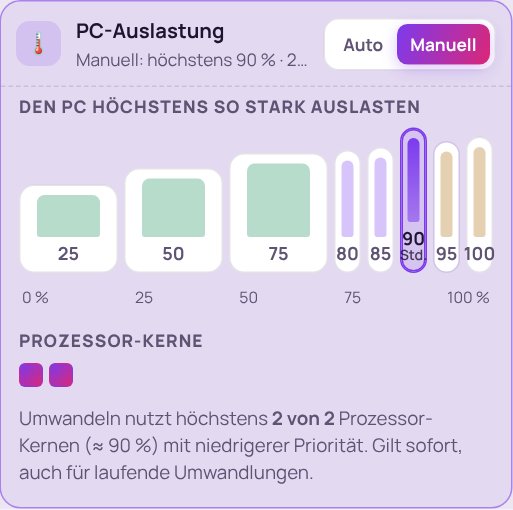 PC-Auslastung
Manuell: höchstens 90 % · 2…
Auto
Manuell
DEN PC HÖCHSTENS SO STARK AUSLASTEN
25
50
75
80
85
90
Std.
95
100
0 %
25
50
75
100 %
PROZESSOR-KERNE
Umwandeln nutzt höchstens 2 von 2 Prozessor-
Kernen (≈ 90 %) mit niedrigerer Priorität. Gilt sofort,
auch für laufende Umwandlungen.